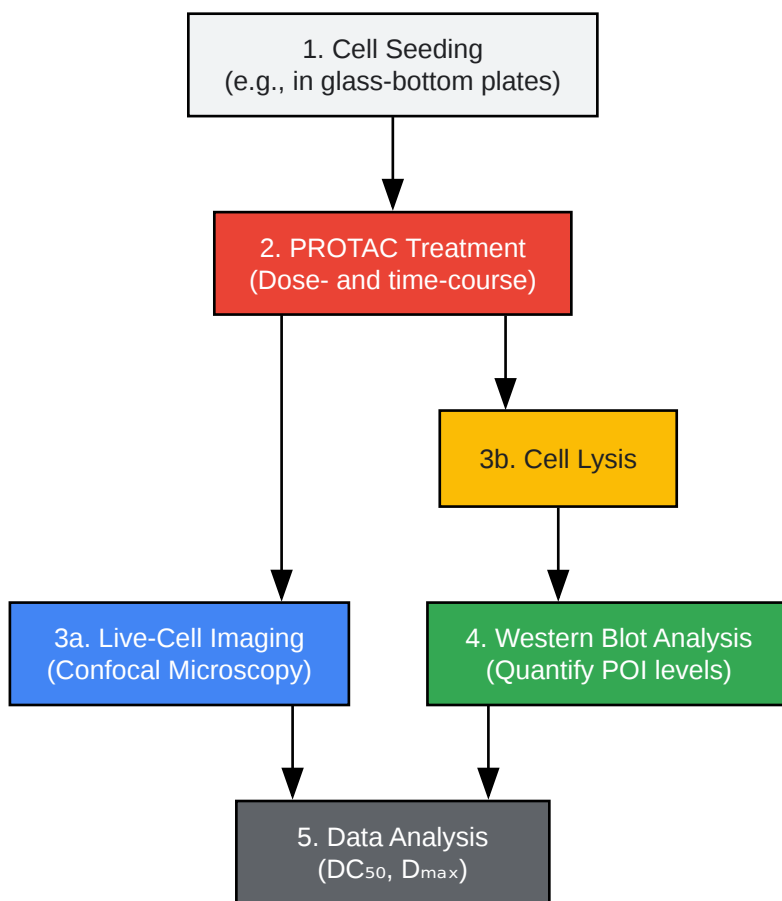 1. Cell Seeding
(e.g., in glass-bottom plates)
2. PROTAC Treatment
(Dose- and time-course)
3b. Cell Lysis
3a. Live-Cell Imaging
(Confocal Microscopy)
4. Western Blot Analysis
(Quantify POI levels)
5. Data Analysis
(DC₅₀, Dₘₐₓ)